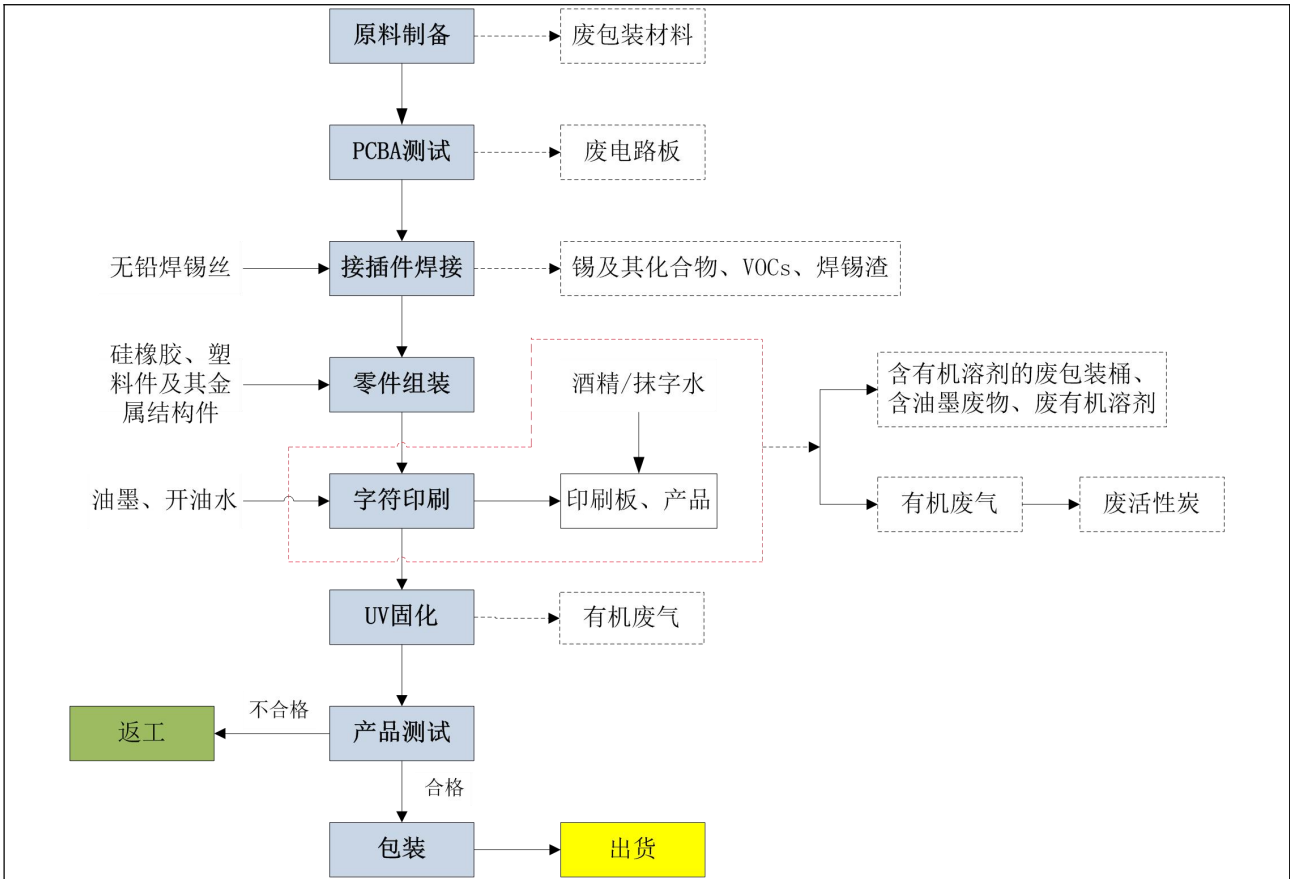 原料制备
废包装材料
PCBA测试
废电路板
无铅焊锡丝
接插件焊接
锡及其化合物、VOCs、焊锡渣
硅橡胶、塑
料件及其金
属结构件
零件组装
酒精/抹字水
含有机溶剂的废包装桶、
含油墨废物、废有机溶剂
油墨、开油水
字符印刷
印刷板、产品
有机废气
废活性炭
UV固化
有机废气
返工
不合格
产品测试
合格
包装
出货